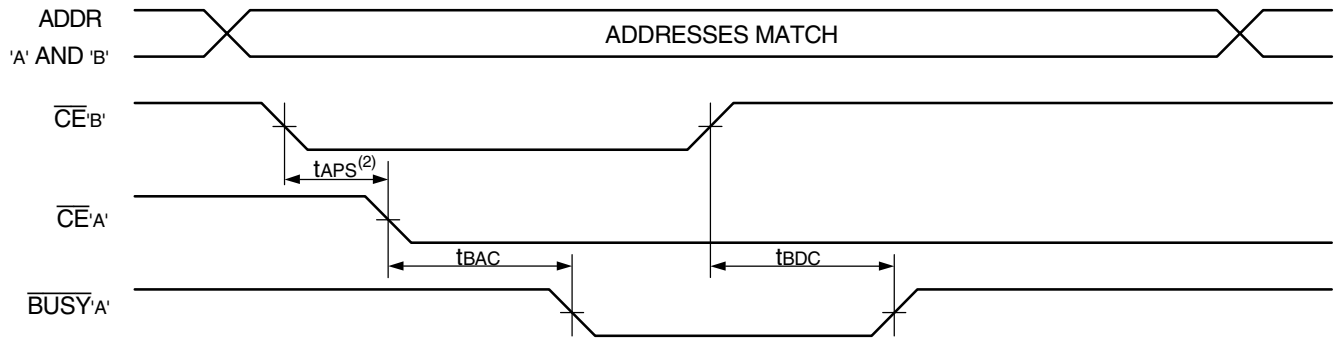 ADDR
'A' AND 'B'
ADDRESSES MATCH
CE'B'
tAPS(2)
CE'A'
tBAC
tBDC
BUSY'A'